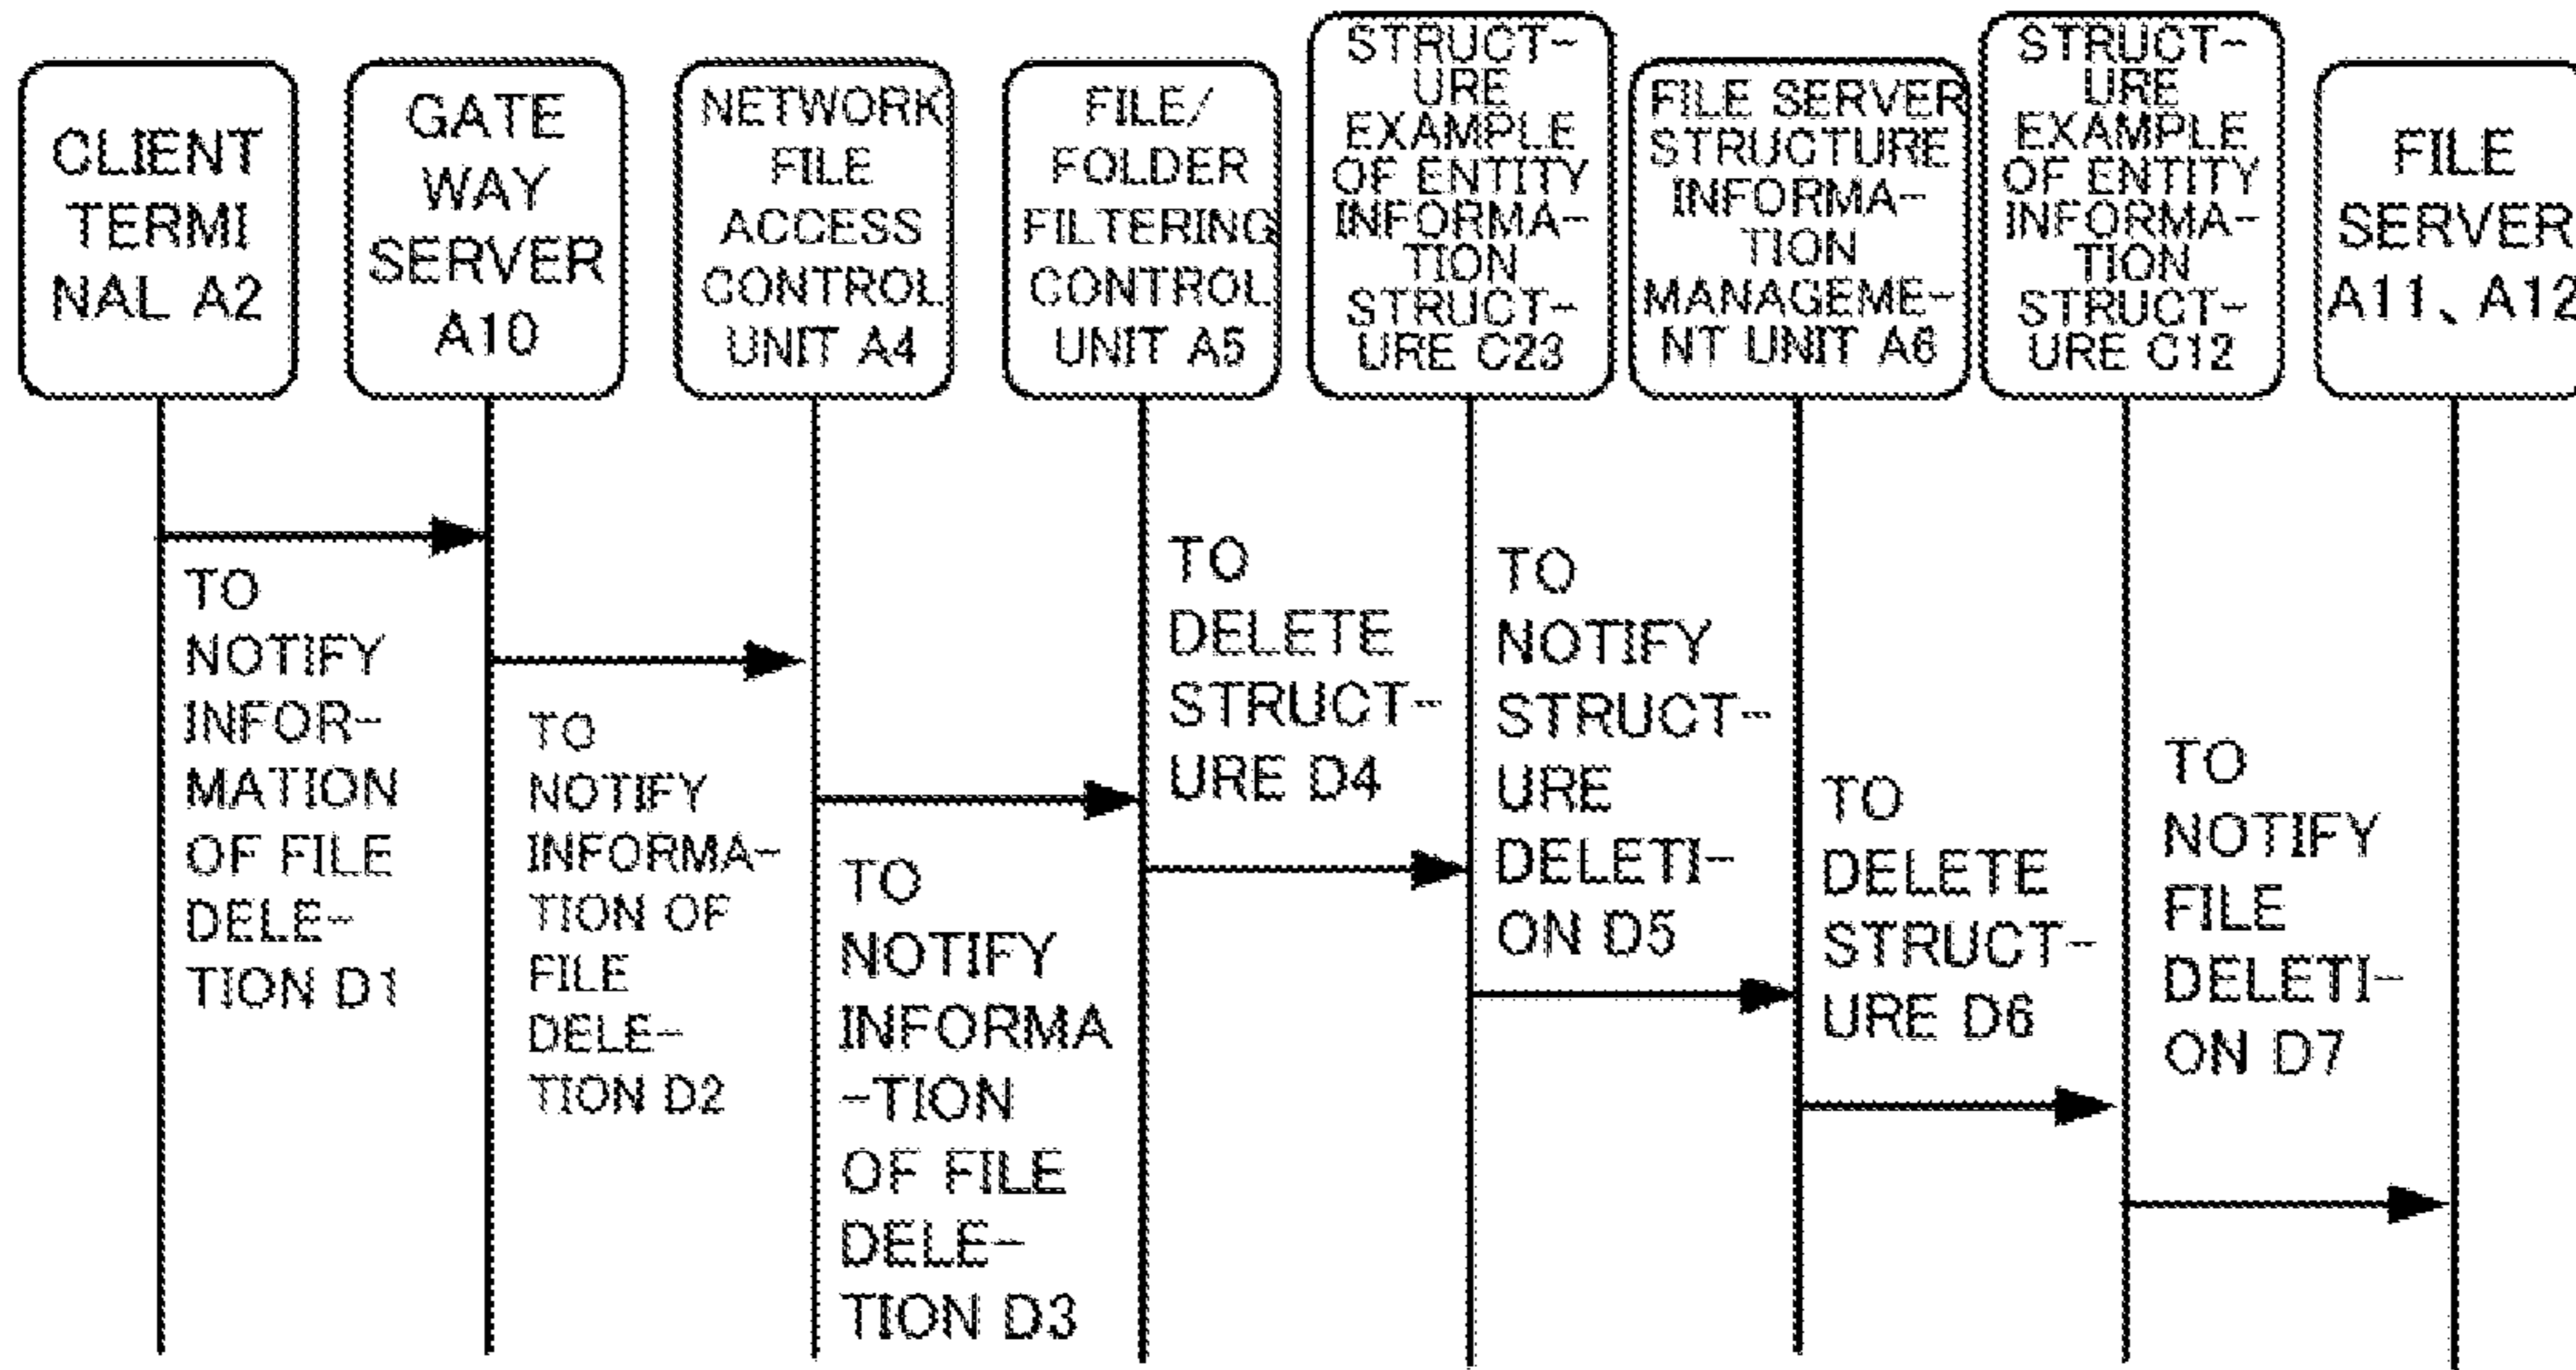 CLIENT
TERMI
NAL A2
GATE
WAY
SERVER
A10
NETWORK
FILE
ACCESS
CONTROL
UNIT A4
FILE/
FOLDER
FILTERING
CONTROL
UNIT A5
STRUCT-
URE
EXAMPLE
OF ENTITY
INFORMA-
TION
STRUCT-
URE C23
FILE SERVER
STRUCTURE
INFORMA-
TION
MANAGEME-
NT UNIT A6
STRUCT-
URE
EXAMPLE
OF ENTITY
INFORMA-
TION
STRUCT-
URE C12
FILE
SERVER
A11、A12
TO
NOTIFY
INFOR-
MATION
OF FILE
DELE-
TION D1
TO
NOTIFY
INFORMA-
TION OF
FILE
DELE-
TION D2
TO
NOTIFY
INFORMA
-TION
OF FILE
DELE-
TION D3
TO
DELETE
STRUCT-
URE D4
TO
NOTIFY
STRUCT-
URE
DELETI-
ON D5
TO
DELETE
STRUCT-
URE D6
TO
NOTIFY
FILE
DELETI-
ON D7